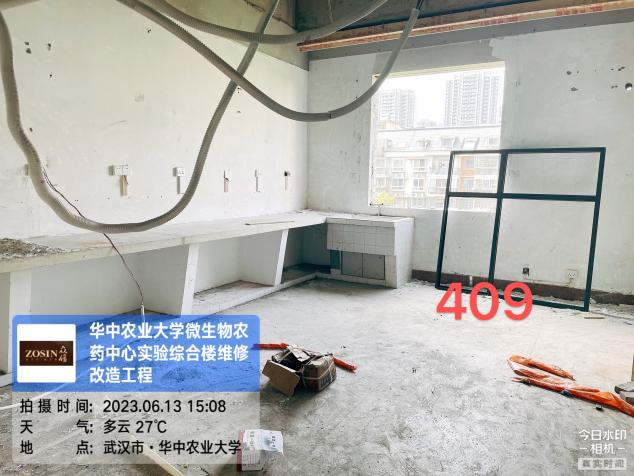 409
ZOSIN 众信
华中农业大学微生物农
药中心实验综合楼维修
改造工程
拍摄时间: 2023.06.13 15:08
天 气: 多云 27℃
地 点: 武汉市·华中农业大学
今日水印
-相机-
真实时间